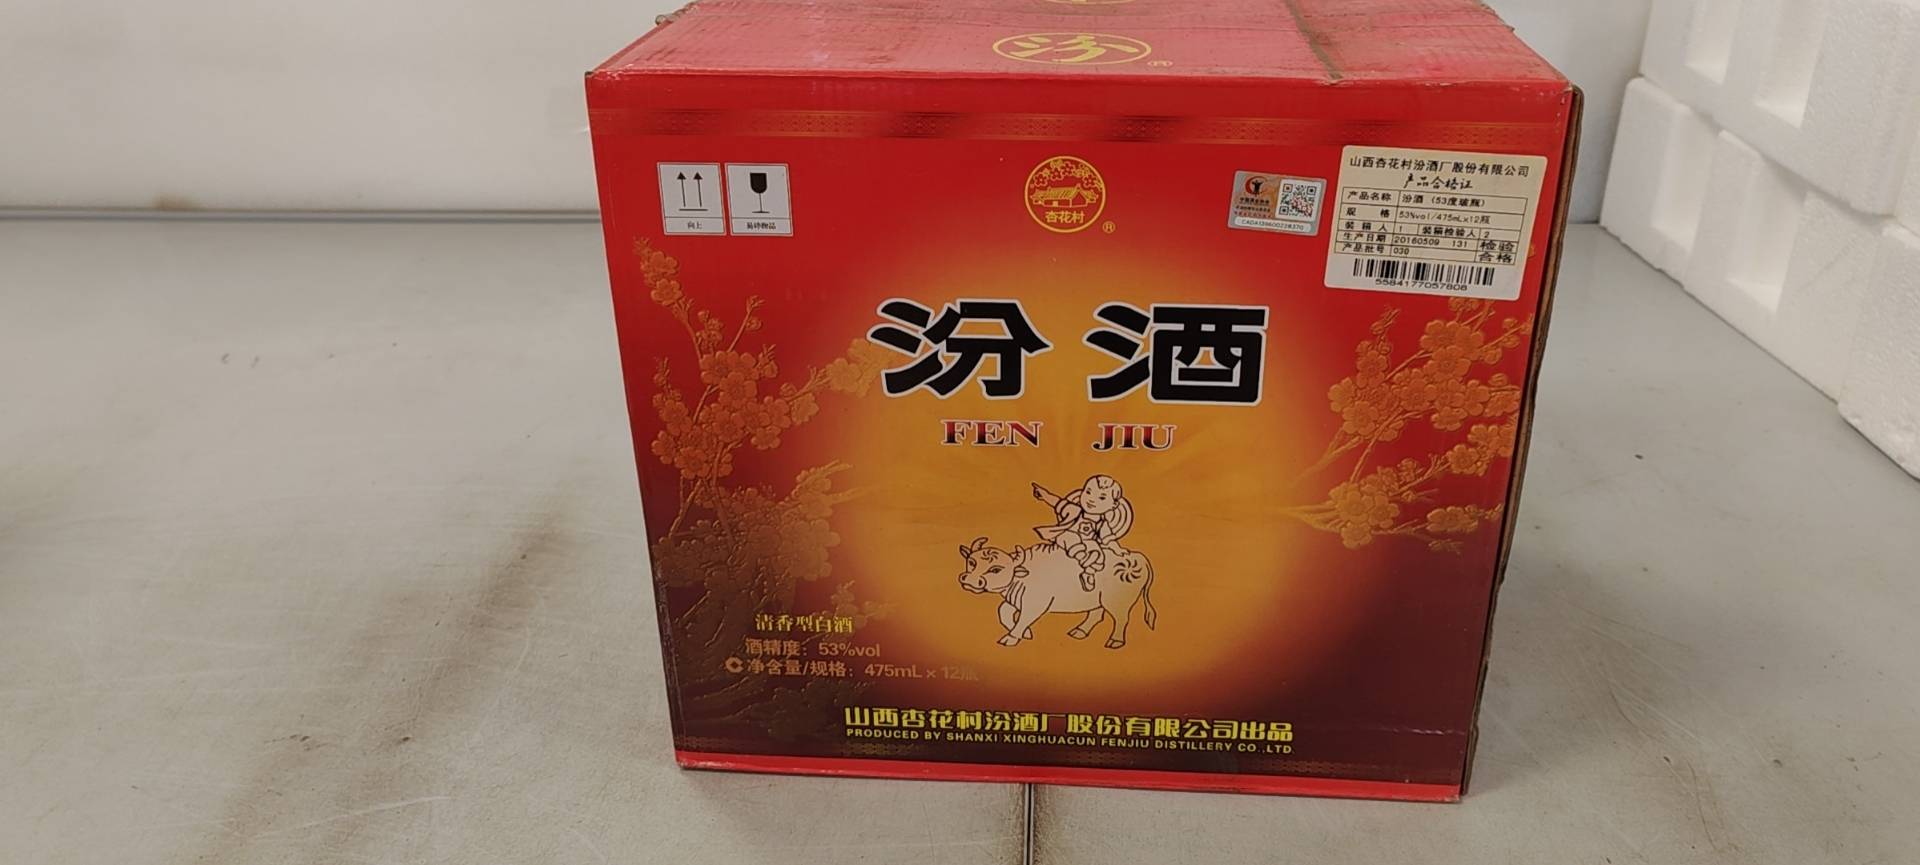 汾
®
向上
易碎物品
杏花村
®
山西杏花村汾酒厂股份有限公司
产品合格证
产品名称 汾酒（53度玻瓶）
规 格 53%vol/475mL×12瓶
装箱人 1 装箱检验人 2
生产日期 20160509 131 检验
产品批号 030 合格
5584177057808
汾酒
FEN JIU
清香型白酒
酒精度：53%vol
净含量/规格：475mL×12瓶
山西杏花村汾酒厂股份有限公司出品
PRODUCED BY SHANXI XINGHUACUN FENJIU DISTILLERY CO.,LTD.